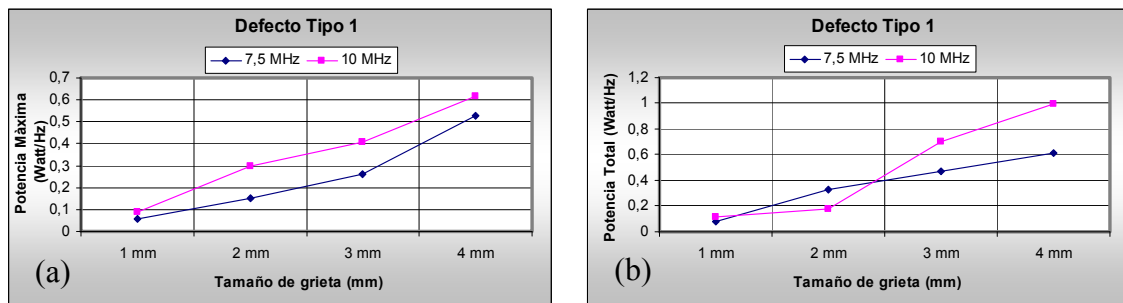 Defecto Tipo 1
7,5 MHz 10 MHz
Potencia Màxima
(Watt/Hz)
0,7
0,6
0,5
0,4
0,3
0,2
0,1
0
1 mm 2 mm 3 mm 4 mm
Tamaño de grieta (mm)
(a)
Defecto Tipo 1
7,5 MHz 10 MHz
Potencia Total (Watt/Hz)
1,2
1
0,8
0,6
0,4
0,2
0
1 mm 2 mm 3 mm 4 mm
Tamaño de grieta (mm)
(b)